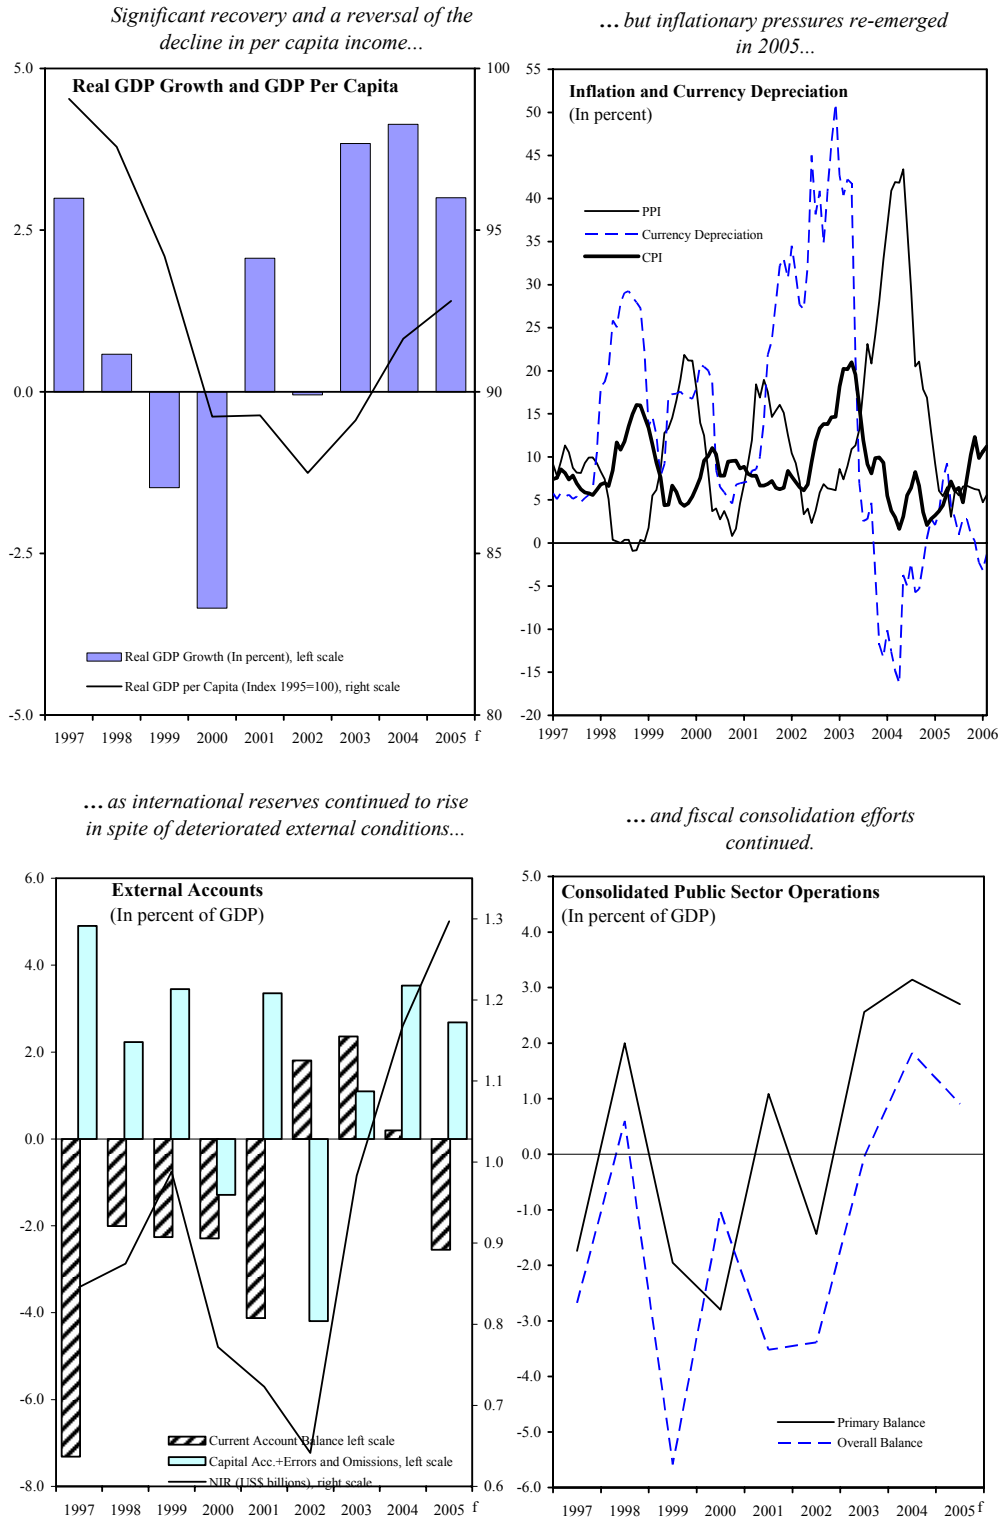 Significant recovery and a reversal of the
decline in per capita income...
... but inflationary pressures re-emerged
in 2005...
Real GDP Growth and GDP Per Capita
5.0
2.5
0.0
-2.5
-5.0
100
95
90
85
80
Real GDP Growth (In percent), left scale
Real GDP per Capita (Index 1995=100), right scale
1997 1998 1999 2000 2001 2002 2003 2004 2005 f
Inflation and Currency Depreciation
(In percent)
55
50
45
40
35
30
25
20
15
10
5
0
-5
-10
-15
-20
PPI
Currency Depreciation
CPI
1997 1998 1999 2000 2001 2002 2003 2004 2005 2006
... as international reserves continued to rise
in spite of deteriorated external conditions...
... and fiscal consolidation efforts
continued.
External Accounts
(In percent of GDP)
6.0
4.0
2.0
0.0
-2.0
-4.0
-6.0
-8.0
1.3
1.2
1.1
1.0
0.9
0.8
0.7
0.6
Current Account Balance left scale
Capital Acc.+Errors and Omissions, left scale
NIR (US$ billions), right scale
1997 1998 1999 2000 2001 2002 2003 2004 2005 f
Consolidated Public Sector Operations
(In percent of GDP)
5.0
4.0
3.0
2.0
1.0
0.0
-1.0
-2.0
-3.0
-4.0
-5.0
-6.0
Primary Balance
Overall Balance
1997 1998 1999 2000 2001 2002 2003 2004 2005 f